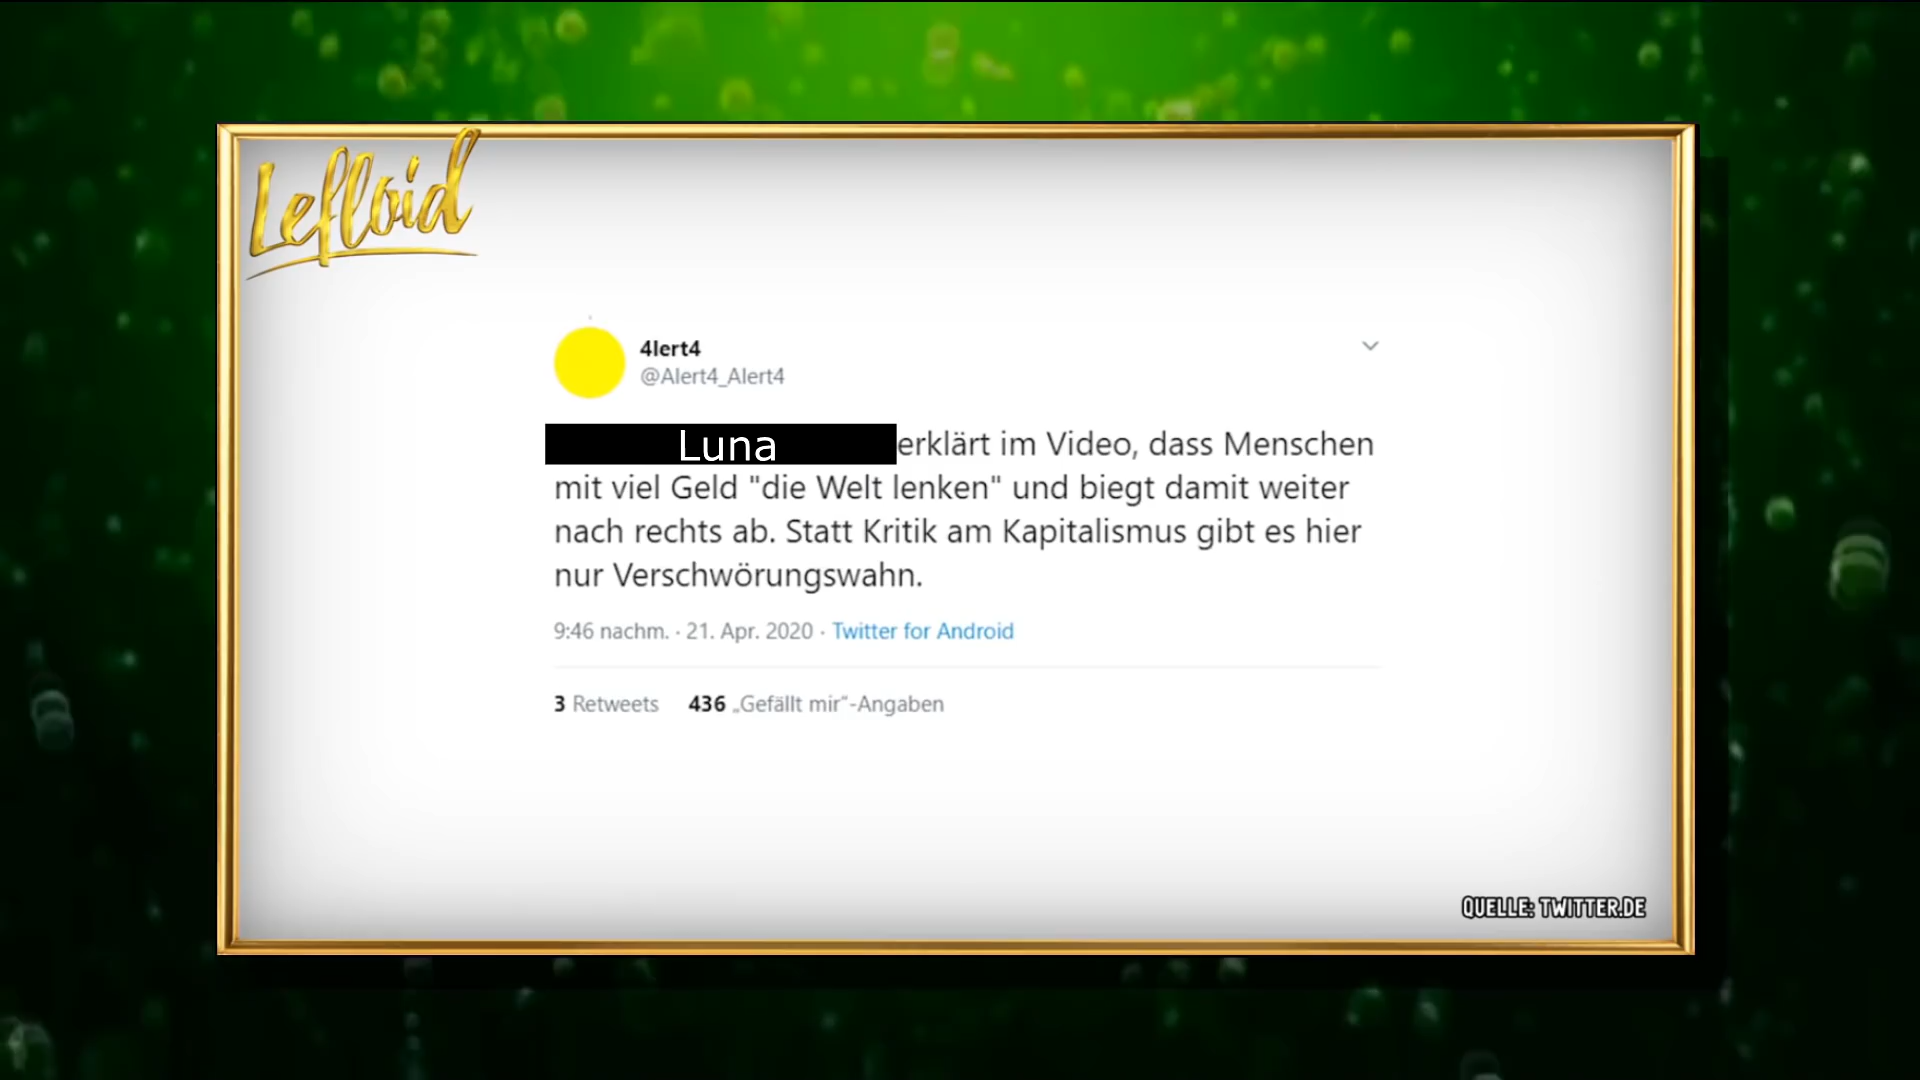 Lefloid
4lert4
@Alert4_Alert4
Luna erklärt im Video, dass Menschen
mit viel Geld "die Welt lenken" und biegt damit weiter
nach rechts ab. Statt Kritik am Kapitalismus gibt es hier
nur Verschwörungswahn.
9:46 nachm. · 21. Apr. 2020 · Twitter for Android
3 Retweets 436 „Gefällt mir“-Angaben
QUELLE: TWITTER.DE